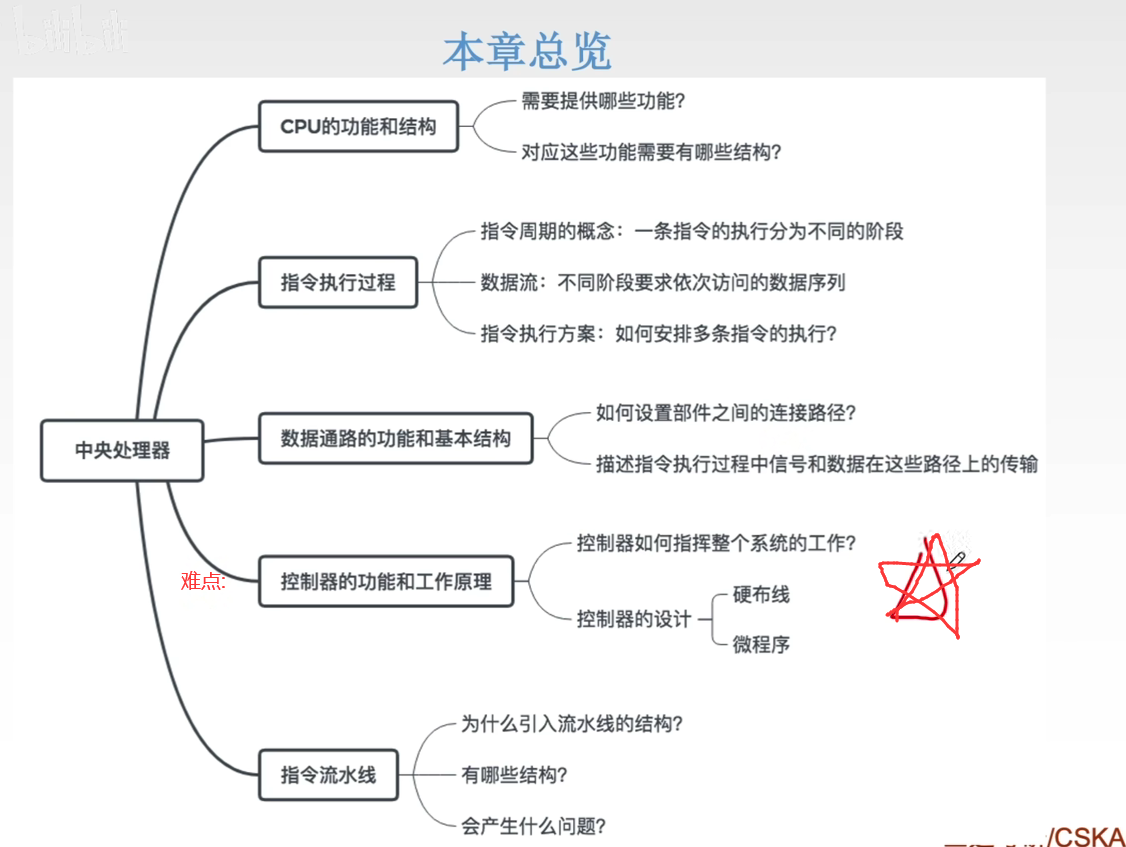 bilibili
本章总览
CPU的功能和结构
需要提供哪些功能?
对应这些功能需要有哪些结构?
指令执行过程
指令周期的概念：一条指令的执行分为不同的阶段
数据流：不同阶段要求依次访问的数据序列
指令执行方案：如何安排多条指令的执行?
中央处理器
数据通路的功能和基本结构
如何设置部件之间的连接路径?
描述指令执行过程中信号和数据在这些路径上的传输
难点:
控制器的功能和工作原理
控制器如何指挥整个系统的工作?
控制器的设计
硬布线
微程序
指令流水线
为什么引入流水线的结构?
有哪些结构?
会产生什么问题?
/CSKA